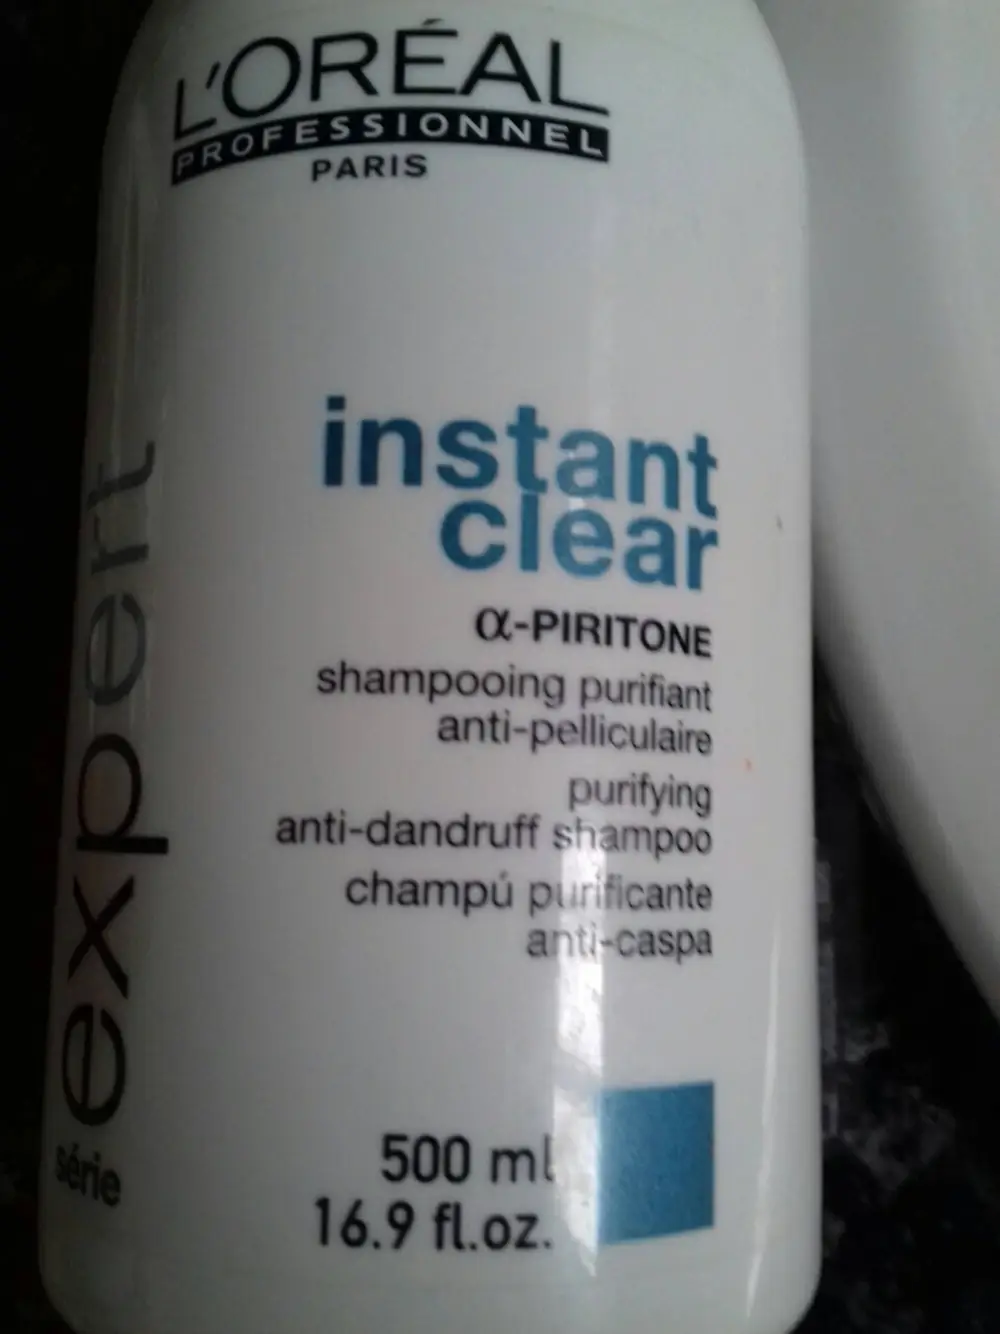 L'ORÉAL
PROFESSIONNEL
PARIS
instant
clear
α-PIRITONE
shampooing purifiant
anti-pelliculaire
purifying
anti-dandruff shampoo
champú purificante
anti-caspa
500 ml
16.9 fl.oz.
série expert